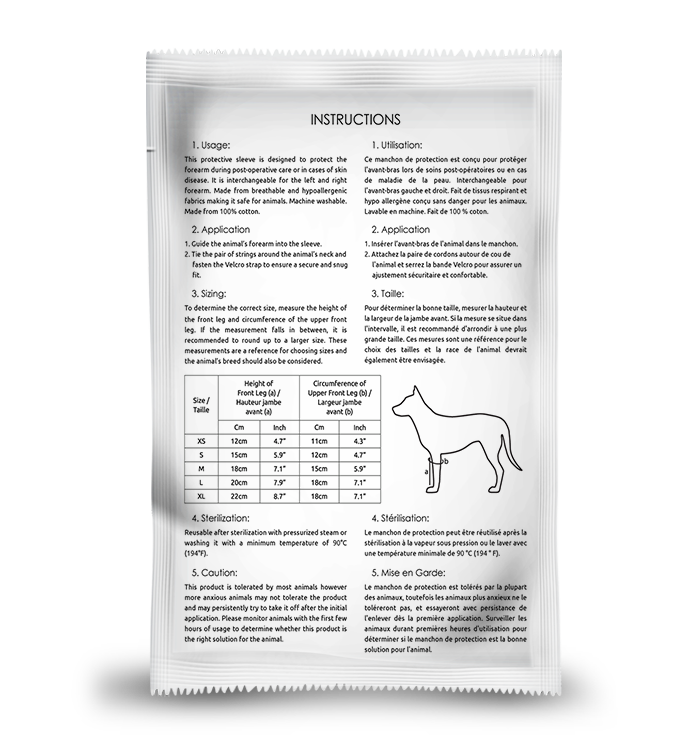 INSTRUCTIONS
1. Usage:
This protective sleeve is designed to protect the
forearm during post-operative care or in cases of skin
disease. It is interchangeable for the left and right
forearm. Made from breathable and hypoallergenic
fabrics making it safe for animals. Machine washable.
Made from 100% cotton.
2. Application
1. Guide the animal's forearm into the sleeve.
2. Tie the pair of strings around the animal's neck and
fasten the Velcro strap to ensure a secure and snug
fit.
3. Sizing:
To determine the correct size, measure the height of
the front leg and circumference of the upper front
leg. If the measurement falls in between, it is
recommended to round up to a larger size. These
measurements are a reference for choosing sizes and
the animal's breed should also be considered.
1. Utilisation:
Ce manchon de protection est conçu pour protéger
l'avant-bras lors de soins post-opératoires ou en cas
de maladie de la peau. Interchangeable pour
l'avant-bras gauche et droit. Fait de tissus respirant et
hypo allergène conçu sans danger pour les animaux.
Lavable en machine. Fait de 100 % coton.
2. Application
1. Insérer l'avant-bras de l'animal dans le manchon.
2. Attachez la paire de cordons autour de cou de
l'animal et serrez la bande Velcro pour assurer un
ajustement sécuritaire et confortable.
3. Taille:
Pour déterminer la bonne taille, mesurer la hauteur et
la largeur de la jambe avant. Si la mesure se situe dans
l'intervalle, il est recommandé d'arrondir à une plus
grande taille. Ces mesures sont une référence pour le
choix des tailles et la race de l'animal devrait
également être envisagée.
Size / Taille
Height of
Front Leg (a) /
Hauteur jambe
avant (a)
Circumference of
Upper Front Leg (b) /
Largeur jambe
avant (b)
Cm Inch Cm Inch
XS 12cm 4.7" 11cm 4.3"
S 15cm 5.9" 12cm 4.7"
M 18cm 7.1" 15cm 5.9"
L 20cm 7.9" 18cm 7.1"
XL 22cm 8.7" 18cm 7.1"
a b
4. Sterilization:
Reusable after sterilization with pressurized steam or
washing it with a minimum temperature of 90°C
(194°F).
5. Caution:
This product is tolerated by most animals however
more anxious animals may not tolerate the product
and may persistently try to take it off after the initial
application. Please monitor animals with the first few
hours of usage to determine whether this product is
the right solution for the animal.
4. Stérilisation:
Le manchon de protection peut être réutilisé après la
stérilisation à la vapeur sous pression ou le laver avec
une température minimale de 90 °C (194 ° F).
5. Mise en Garde:
Le manchon de protection est tolérés par la plupart
des animaux, toutefois les animaux plus anxieux ne le
toléreront pas, et essayeront avec persistance de
l'enlever dès la première application. Surveiller les
animaux durant premières heures d'utilisation pour
déterminer si le manchon de protection est la bonne
solution pour l'animal.